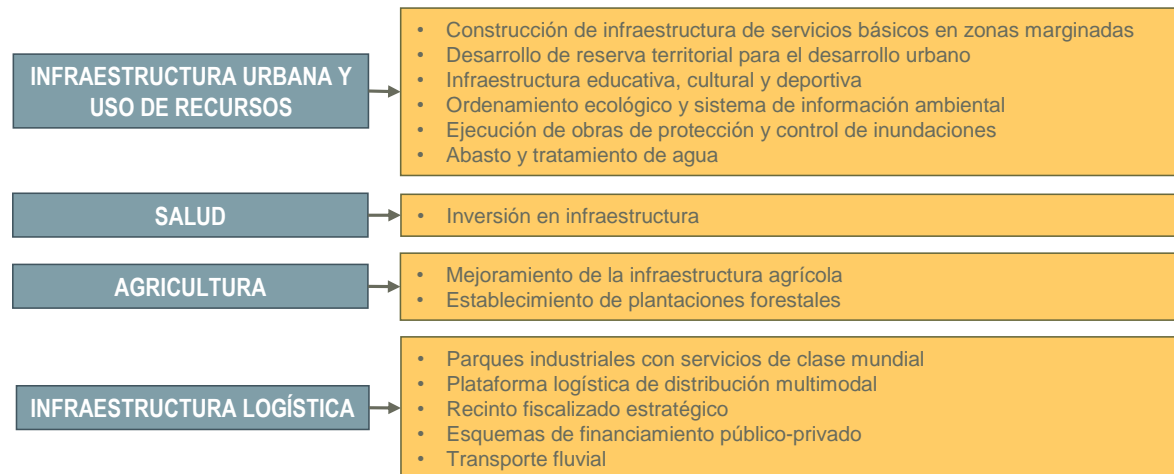 INFRAESTRUCTURA URBANA Y
USO DE RECURSOS
• Construcción de infraestructura de servicios básicos en zonas marginadas
• Desarrollo de reserva territorial para el desarrollo urbano
• Infraestructura educativa, cultural y deportiva
• Ordenamiento ecológico y sistema de información ambiental
• Ejecución de obras de protección y control de inundaciones
• Abasto y tratamiento de agua
SALUD
• Inversión en infraestructura
AGRICULTURA
• Mejoramiento de la infraestructura agrícola
• Establecimiento de plantaciones forestales
INFRAESTRUCTURA LOGÍSTICA
• Parques industriales con servicios de clase mundial
• Plataforma logística de distribución multimodal
• Recinto fiscalizado estratégico
• Esquemas de financiamiento público-privado
• Transporte fluvial